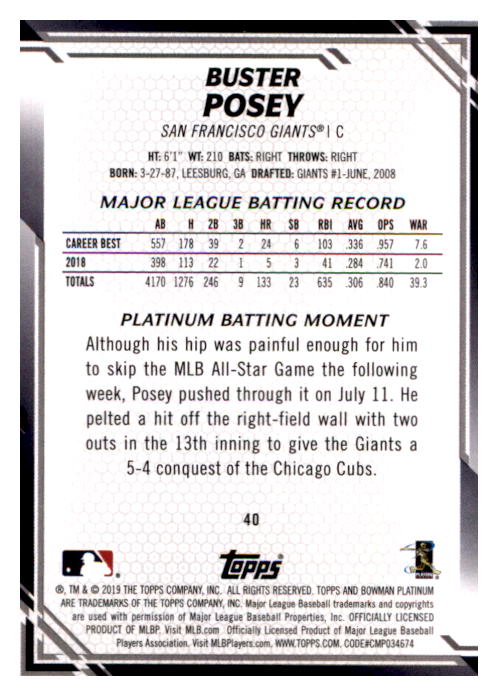 BUSTER
POSEY
SAN FRANCISCO GIANTS® | C
HT: 6'1" WT: 210 BATS: RIGHT THROWS: RIGHT
BORN: 3-27-87, LEESBURG, GA DRAFTED: GIANTS #1-JUNE, 2008
MAJOR LEAGUE BATTING RECORD
AB H 2B 3B HR SB RBI AVG OPS WAR
CAREER BEST 557 178 39 2 24 6 103 .336 .957 7.6
2018 398 113 22 1 5 3 41 .284 .741 2.0
TOTALS 4170 1276 246 9 133 23 635 .306 .840 39.3
PLATINUM BATTING MOMENT
Although his hip was painful enough for him
to skip the MLB All-Star Game the following
week, Posey pushed through it on July 11. He
pelted a hit off the right-field wall with two
outs in the 13th inning to give the Giants a
5-4 conquest of the Chicago Cubs.
40
Topps
®, TM & © 2019 THE TOPPS COMPANY, INC. ALL RIGHTS RESERVED. TOPPS AND BOWMAN PLATINUM
ARE TRADEMARKS OF THE TOPPS COMPANY, INC. Major League Baseball trademarks and copyrights
are used with permission of Major League Baseball Properties, Inc. OFFICIALLY LICENSED
PRODUCT OF MLBP. Visit MLB.com Officially Licensed Product of Major League Baseball
Players Association. Visit MLBPlayers.com. WWW.TOPPS.COM. CODE#CMP034674